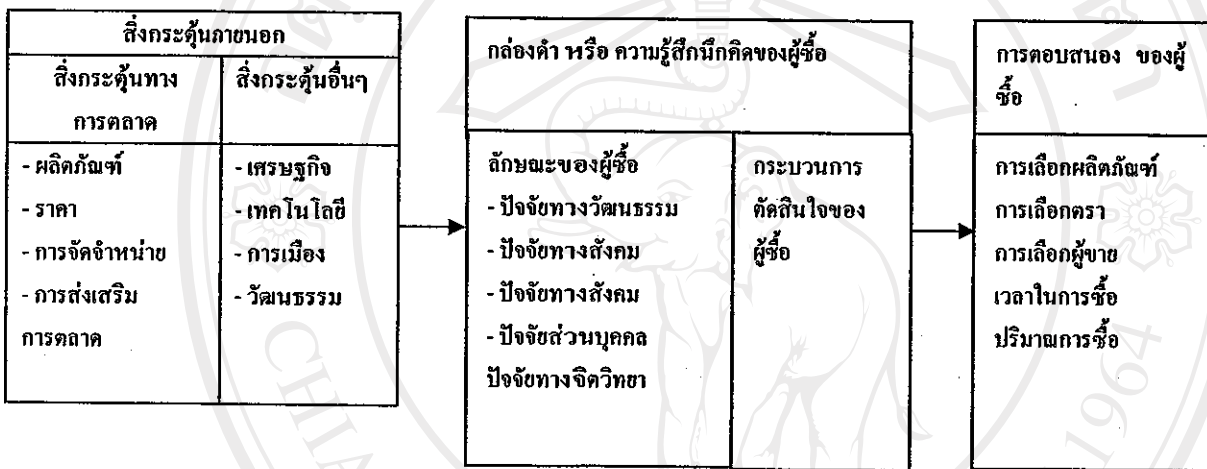 สิ่งกระตุ้นภายนอก
สิ่งกระตุ้นทาง
การตลาด
- ผลิตภัณฑ์
- ราคา
- การจัดจำหน่าย
- การส่งเสริม
การตลาด
สิ่งกระตุ้นอื่นๆ
- เศรษฐกิจ
- เทคโนโลยี
- การเมือง
- วัฒนธรรม
กล่องดำ หรือ ความรู้สึกนึกคิดของผู้ซื้อ
ลักษณะของผู้ซื้อ
- ปัจจัยทางวัฒนธรรม
- ปัจจัยทางสังคม
- ปัจจัยทางสังคม
- ปัจจัยส่วนบุคคล
ปัจจัยทางจิตวิทยา
กระบวนการ
ตัดสินใจของ
ผู้ซื้อ
การตอบสนอง ของผู้
ซื้อ
การเลือกผลิตภัณฑ์
การเลือกตรา
การเลือกผู้ขาย
เวลาในการซื้อ
ปริมาณการซื้อ
1964